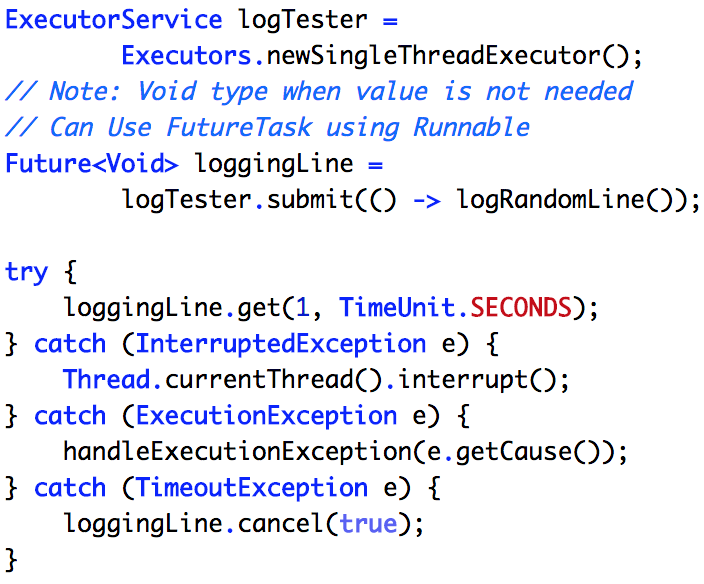 ExecutorService logTester =
        Executors.newSingleThreadExecutor();
// Note: Void type when value is not needed
// Can Use FutureTask using Runnable
Future<Void> loggingLine =
        logTester.submit(() -> logRandomLine());

try {
    loggingLine.get(1, TimeUnit.SECONDS);
} catch (InterruptedException e) {
    Thread.currentThread().interrupt();
} catch (ExecutionException e) {
    handleExecutionException(e.getCause());
} catch (TimeoutException e) {
    loggingLine.cancel(true);
}